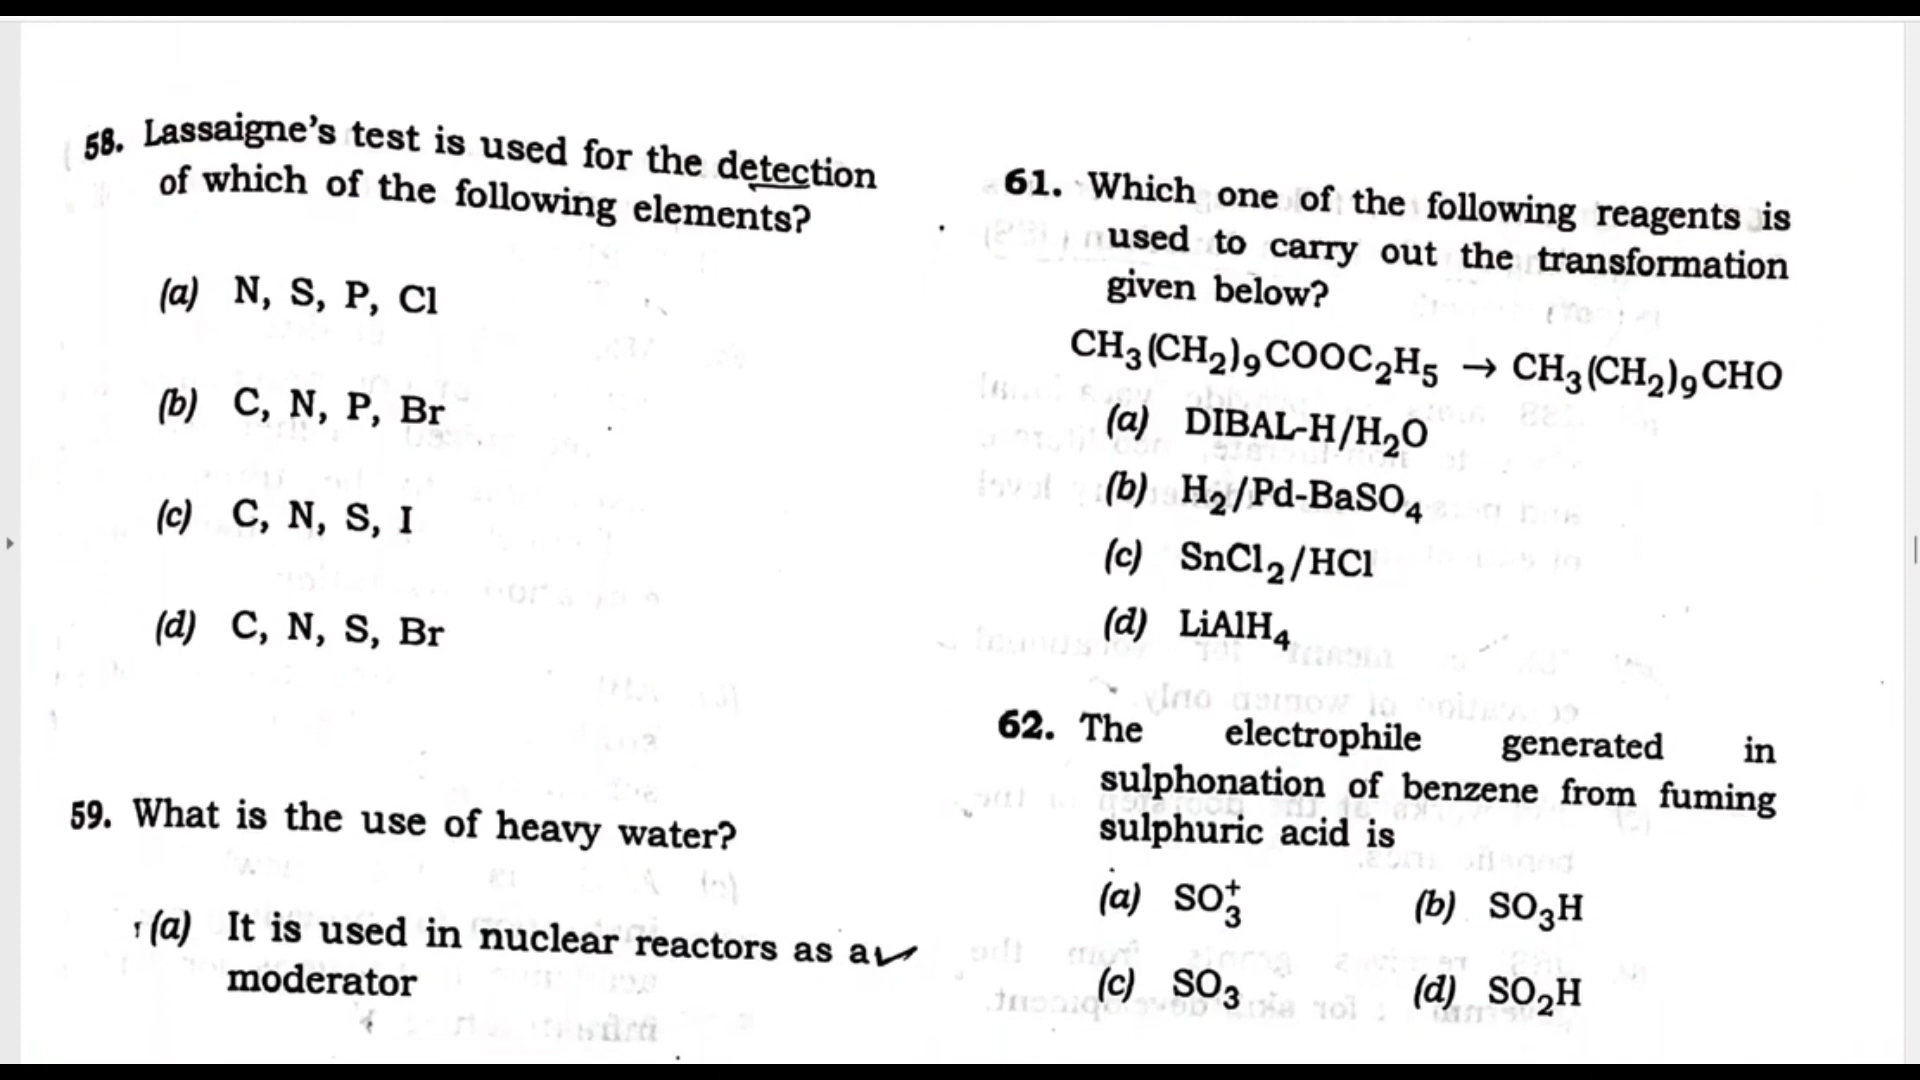 58. Lassaigne's test is used for the detection
of which of the following elements?
(a) N, S, P, Cl
(b) C, N, P, Br
(c) C, N, S, I
(d) C, N, S, Br
59. What is the use of heavy water?
(a) It is used in nuclear reactors as a
moderator
61. Which one of the following reagents is
used to carry out the transformation
given below?
CH₃(CH₂)₉COOC₂H₅ → CH₃(CH₂)₉CHO
(a) DIBAL-H/H₂O
(b) H₂/Pd-BaSO₄
(c) SnCl₂/HCl
(d) LiAlH₄
62. The electrophile generated in
sulphonation of benzene from fuming
sulphuric acid is
(a) SO₃⁺ (b) SO₃H
(c) SO₃ (d) SO₂H